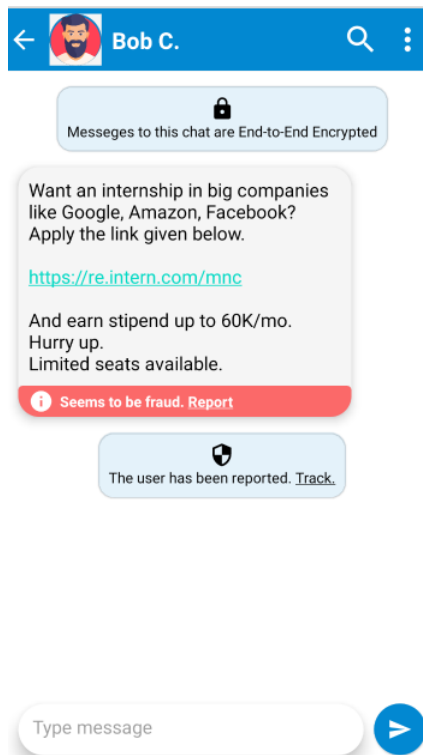 Bob C.
Messeges to this chat are End-to-End Encrypted
Want an internship in big companies
like Google, Amazon, Facebook?
Apply the link given below.
https://re.intern.com/mnc
And earn stipend up to 60K/mo.
Hurry up.
Limited seats available.
Seems to be fraud. Report
The user has been reported. Track.
Type message